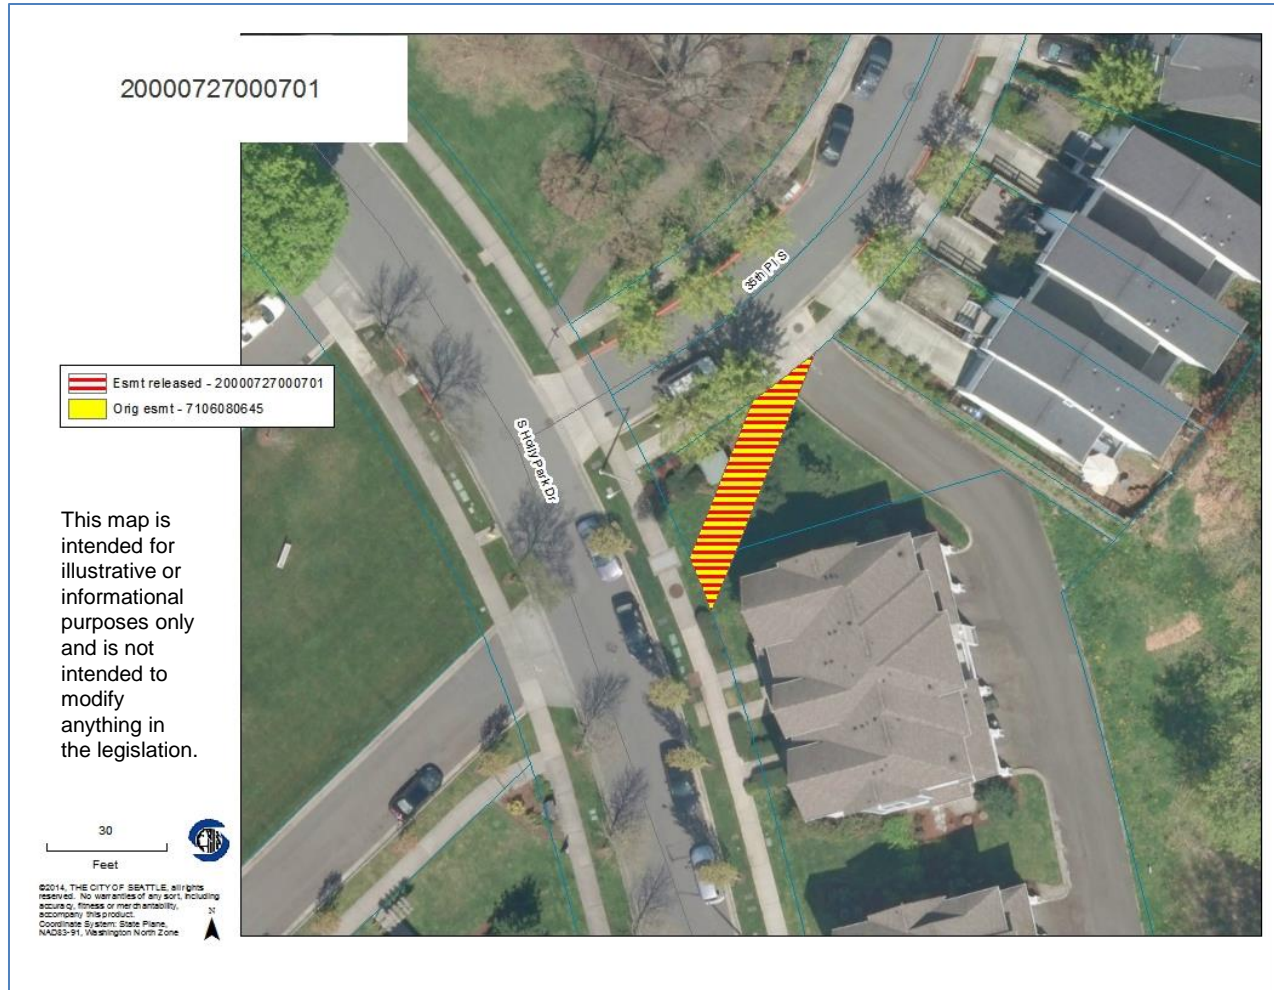 20000727000701
35th Pl S
Esmt released - 20000727000701
Orig esmt - 7106080645
S Holly Park Dr
This map is
intended for
illustrative or
informational
purposes only
and is not
intended to
modify
anything in
the legislation.
30
Feet
©2014, THE CITY OF SEATTLE, all rights
reserved. No warranties of any sort, including
accuracy, fitness or merchantability,
accompany this product.
Coordinate System: State Plane,
NAD83-91, Washington North Zone
N